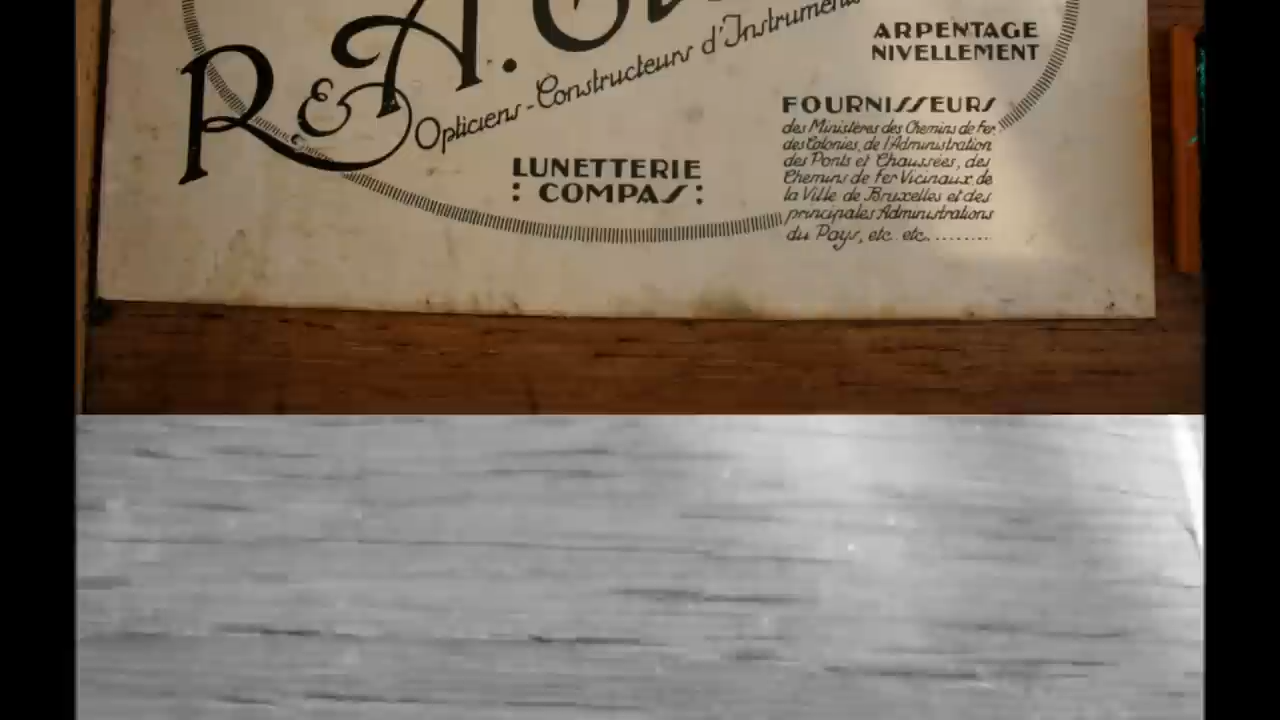 R & A.
Opticiens-Constructeurs d'Instruments
ARPENTAGE
NIVELLEMENT
LUNETTERIE
: COMPAS :
FOURNISSEURS
des Ministères des Chemins de Fer,
des Colonies, de l'Administration
des Ponts et Chaussées, des
Chemins de Fer Vicinaux, de
la Ville de Bruxelles et des
principales Administrations
du Pays, etc. etc. ........